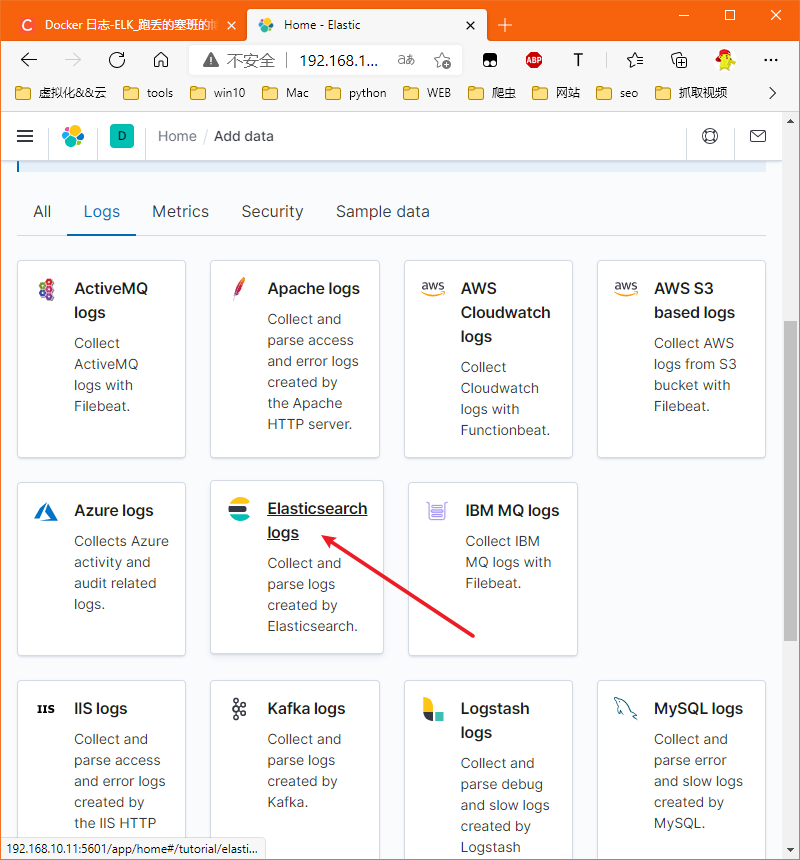 Docker 日志-ELK_跑丢的塞班的
Home - Elastic
不安全
192.168.1...
aあ
ABP
T
虚拟化&&云
tools
win10
Mac
python
WEB
爬虫
网站
seo
抓取视频
D
Home / Add data
All
Logs
Metrics
Security
Sample data
ActiveMQ
logs
Collect
ActiveMQ
logs with
Filebeat.
Apache logs
Collect and
parse access
and error logs
created by
the Apache
HTTP server.
aws
AWS
Cloudwatch
logs
Collect
Cloudwatch
logs with
Functionbeat.
aws
AWS S3
based logs
Collect AWS
logs from S3
bucket with
Filebeat.
Azure logs
Collects Azure
activity and
audit related
logs.
Elasticsearch
logs
Collect and
parse logs
created by
Elasticsearch.
IBM MQ logs
Collect IBM
MQ logs with
Filebeat.
IIS
IIS logs
Collect and
parse access
and error logs
created by
the IIS HTTP
Kafka logs
Collect and
parse logs
created by
Kafka.
Logstash
logs
Collect and
parse debug
and slow logs
created by
Logstash
MySQL logs
Collect and
parse error
and slow logs
created by
MySQL.
192.168.10.11:5601/app/home#/tutorial/elasti...